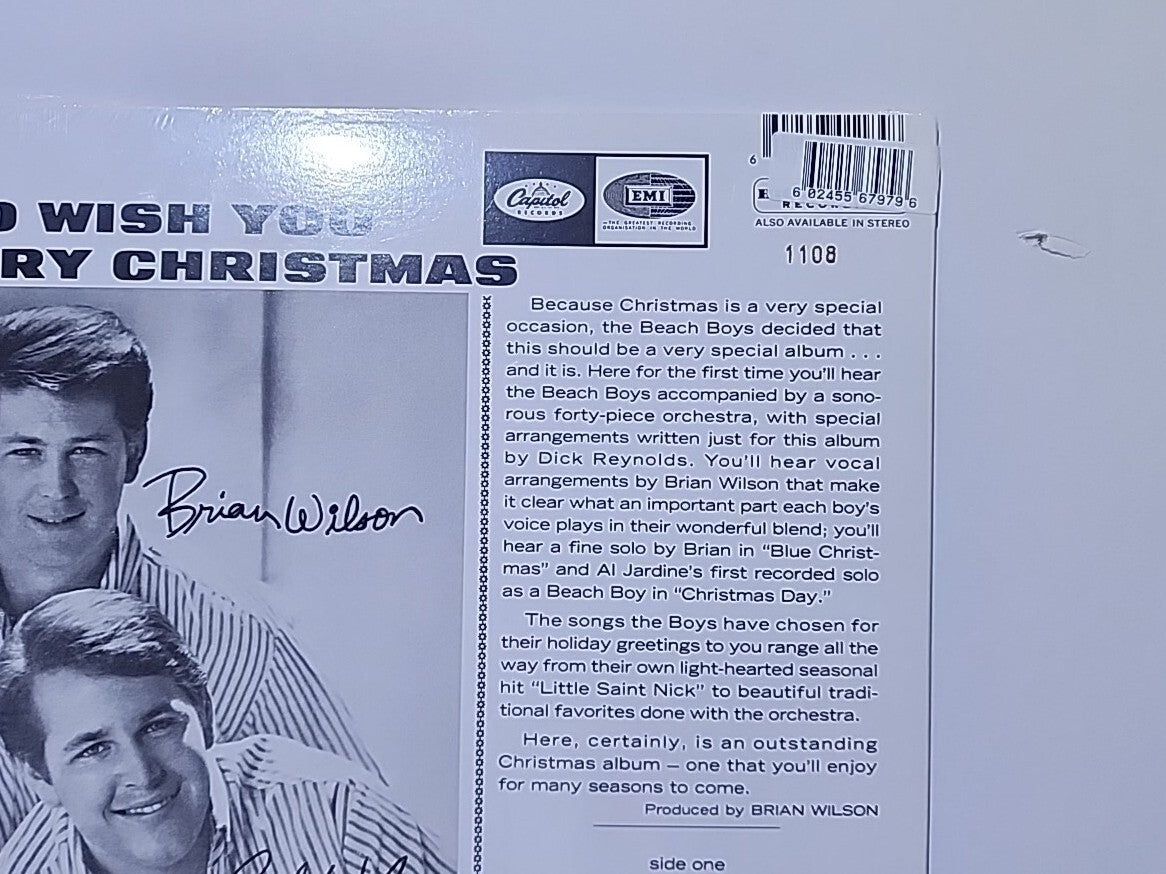 WISH YOU
RY CHRISTMAS
Capitol
RECORDS
EMI
THE GREATEST RECORDING
ORGANISATION IN THE WORLD
6
6 02455 67979 6
ALSO AVAILABLE IN STEREO
1108
Because Christmas is a very special
occasion, the Beach Boys decided that
this should be a very special album . . .
and it is. Here for the first time you'll hear
the Beach Boys accompanied by a sono-
rous forty-piece orchestra, with special
arrangements written just for this album
by Dick Reynolds. You'll hear vocal
arrangements by Brian Wilson that make
it clear what an important part each boy's
voice plays in their wonderful blend; you'll
hear a fine solo by Brian in “Blue Christ-
mas” and Al Jardine's first recorded solo
as a Beach Boy in “Christmas Day.”
The songs the Boys have chosen for
their holiday greetings to you range all the
way from their own light-hearted seasonal
hit “Little Saint Nick” to beautiful tradi-
tional favorites done with the orchestra.
Here, certainly, is an outstanding
Christmas album – one that you'll enjoy
for many seasons to come.
Produced by BRIAN WILSON
side one
Brian Wilson